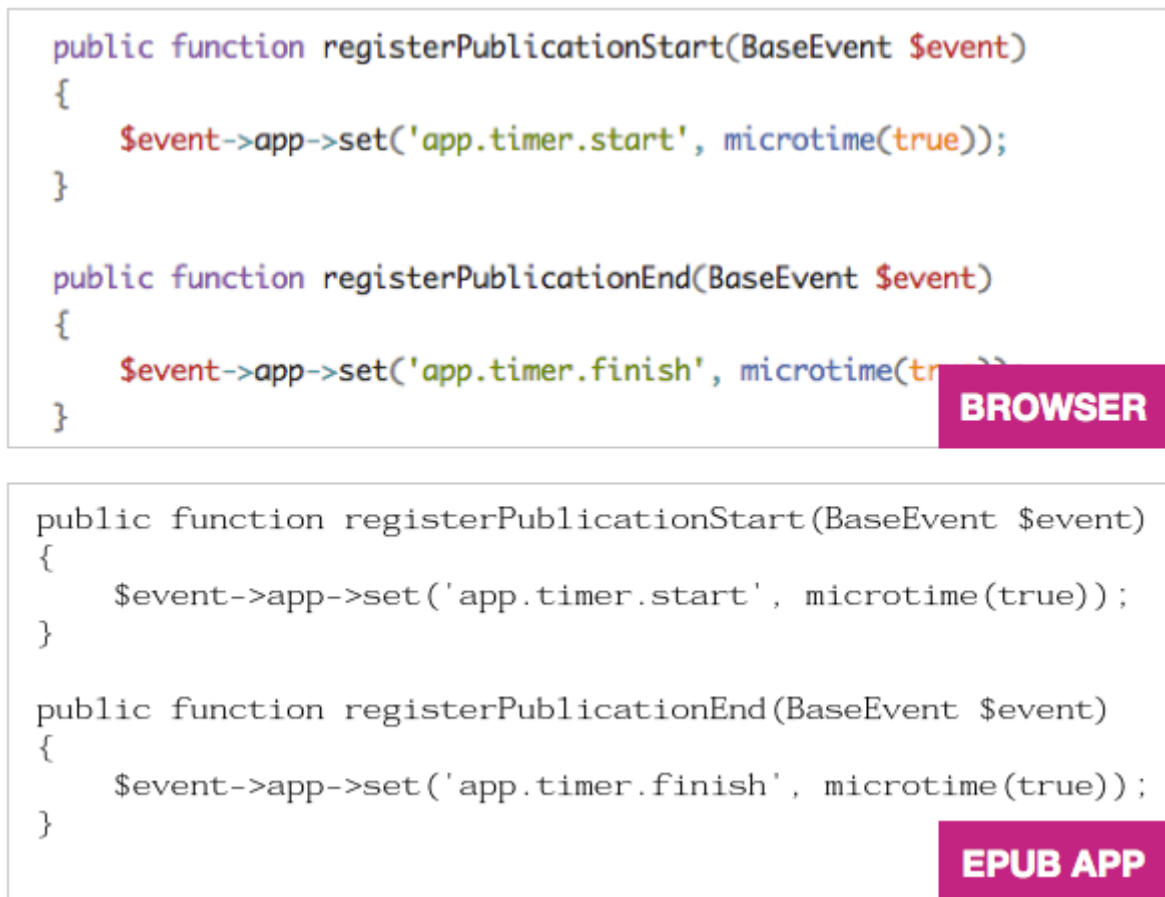 public function registerPublicationStart(BaseEvent $event)
{
    $event->app->set('app.timer.start', microtime(true));
}
public function registerPublicationEnd(BaseEvent $event)
{
    $event->app->set('app.timer.finish', microtime(
}
BROWSER
public function registerPublicationStart(BaseEvent $event)
{
    $event->app->set('app.timer.start', microtime(true));
}
public function registerPublicationEnd(BaseEvent $event)
{
    $event->app->set('app.timer.finish', microtime(true));
}
EPUB APP